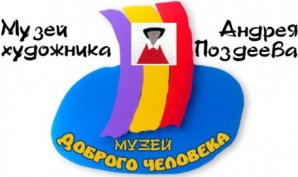 Музей
художника
Андрея
Поздеева
МУЗЕЙ
ДОБРОГО ЧЕЛОВЕКА